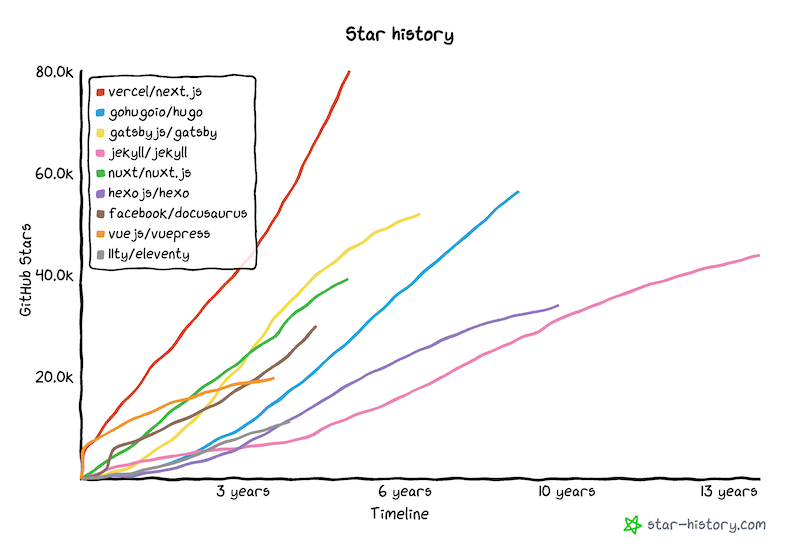 Star history
80.0k
60.0k
40.0k
20.0k
GitHub Stars
vercel/next.js
gohugoio/hugo
gatsbyjs/gatsby
jekyll/jekyll
nuxt/nuxt.js
hexojs/hexo
facebook/docusaurus
vuejs/vuepress
11ty/eleventy
3 years
6 years
10 years
13 years
Timeline
star-history.com